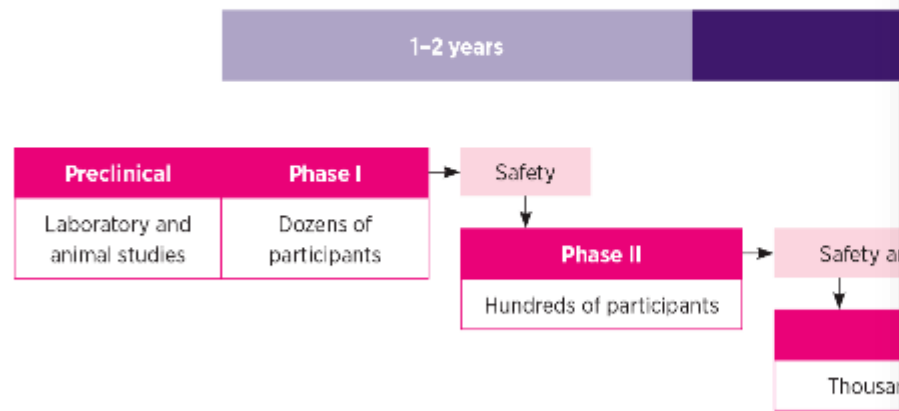 1–2 years
Preclinical
Phase I
Safety
Laboratory and
animal studies
Dozens of
participants
Phase II
Safety
Hundreds of participants